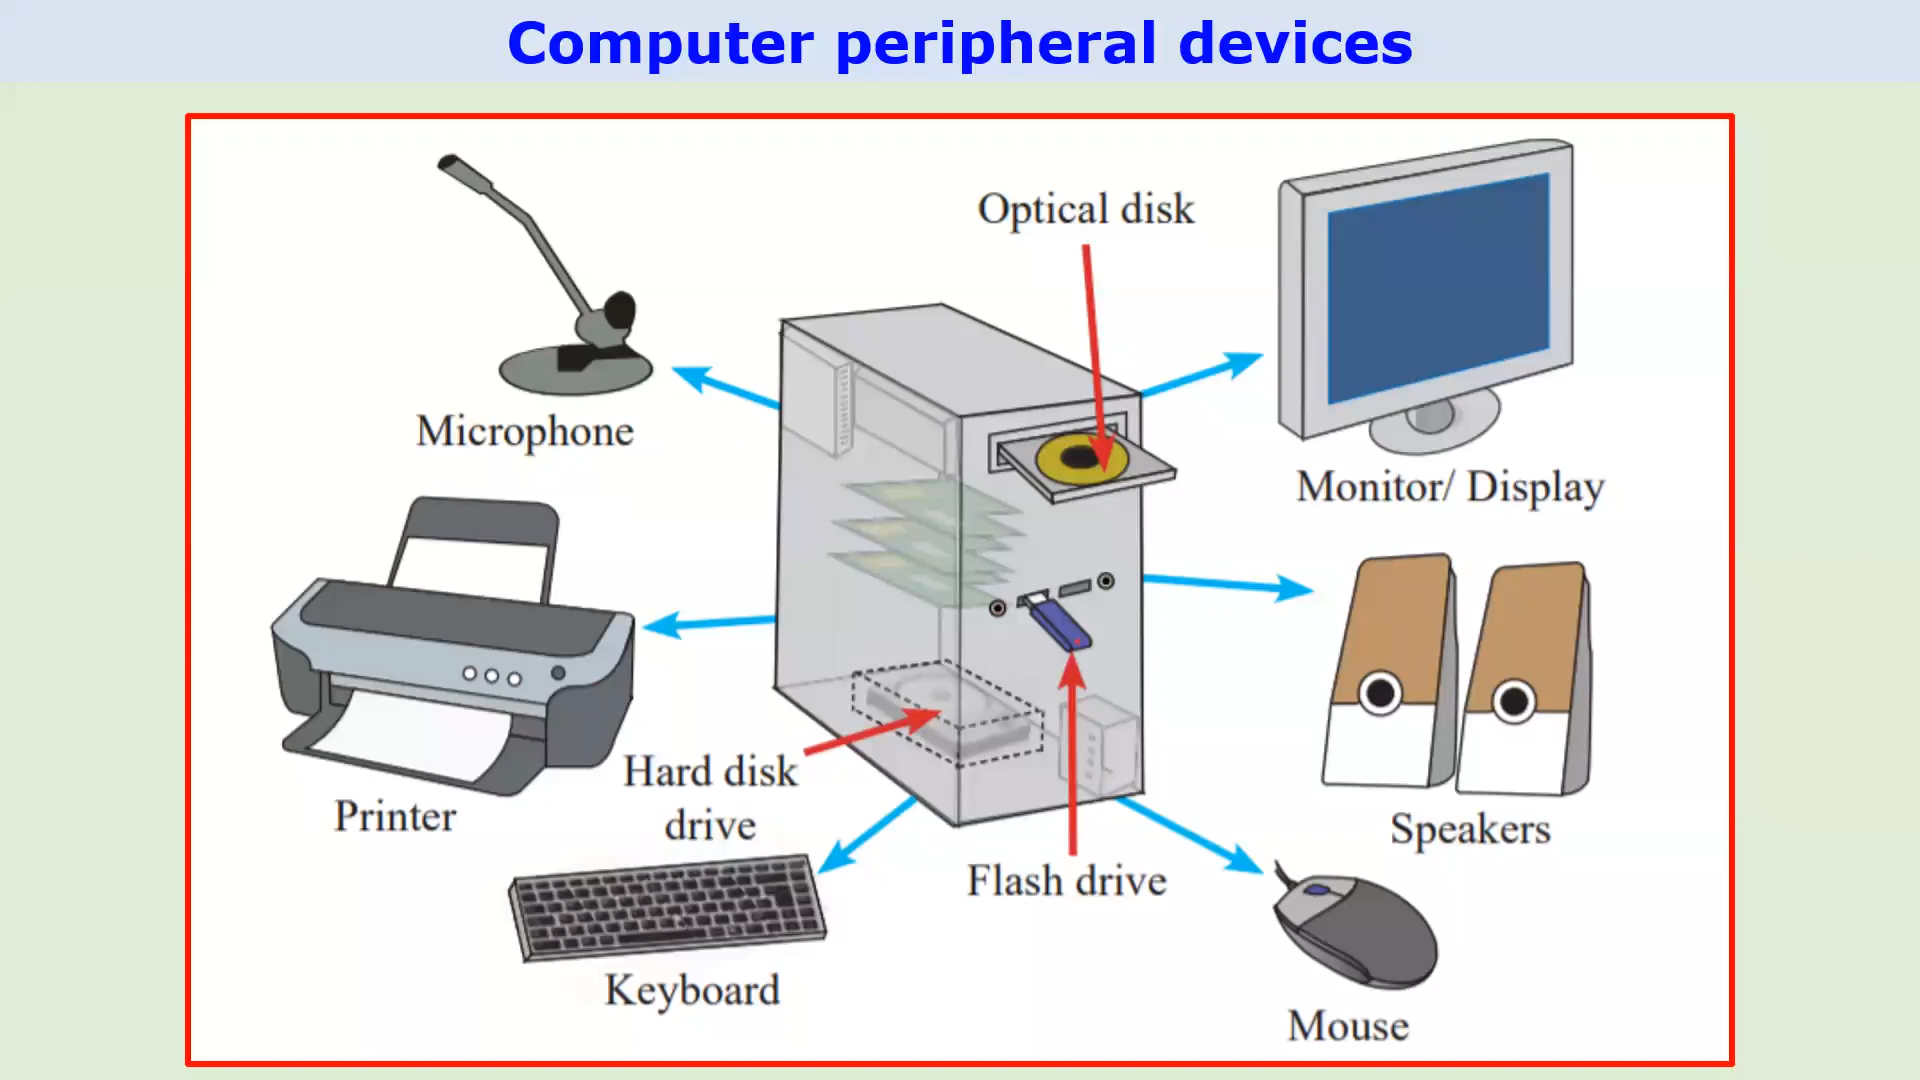 Computer peripheral devices
Optical disk
Microphone
Monitor/ Display
Hard disk
drive
Printer
Speakers
Flash drive
Keyboard
Mouse